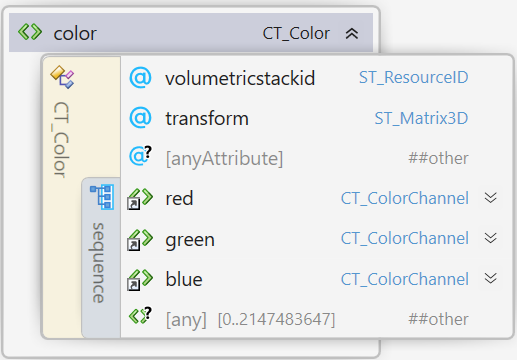 color CT_Color
CT_Color
volumetricstackid ST_ResourceID
transform ST_Matrix3D
[anyAttribute] ##other
sequence
red CT_ColorChannel
green CT_ColorChannel
blue CT_ColorChannel
[any] [0..2147483647] ##other